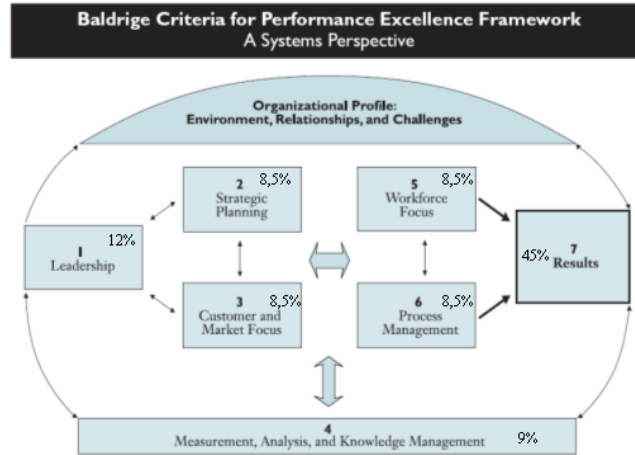 Baldrige Criteria for Performance Excellence Framework
A Systems Perspective
Organizational Profile:
Environment, Relationships, and Challenges
2 8,5%
Strategic
Planning
5 8,5%
Workforce
Focus
1 12%
Leadership
7
45% Results
3 8,5%
Customer and
Market Focus
6 8,5%
Process
Management
4
Measurement, Analysis, and Knowledge Management 9%